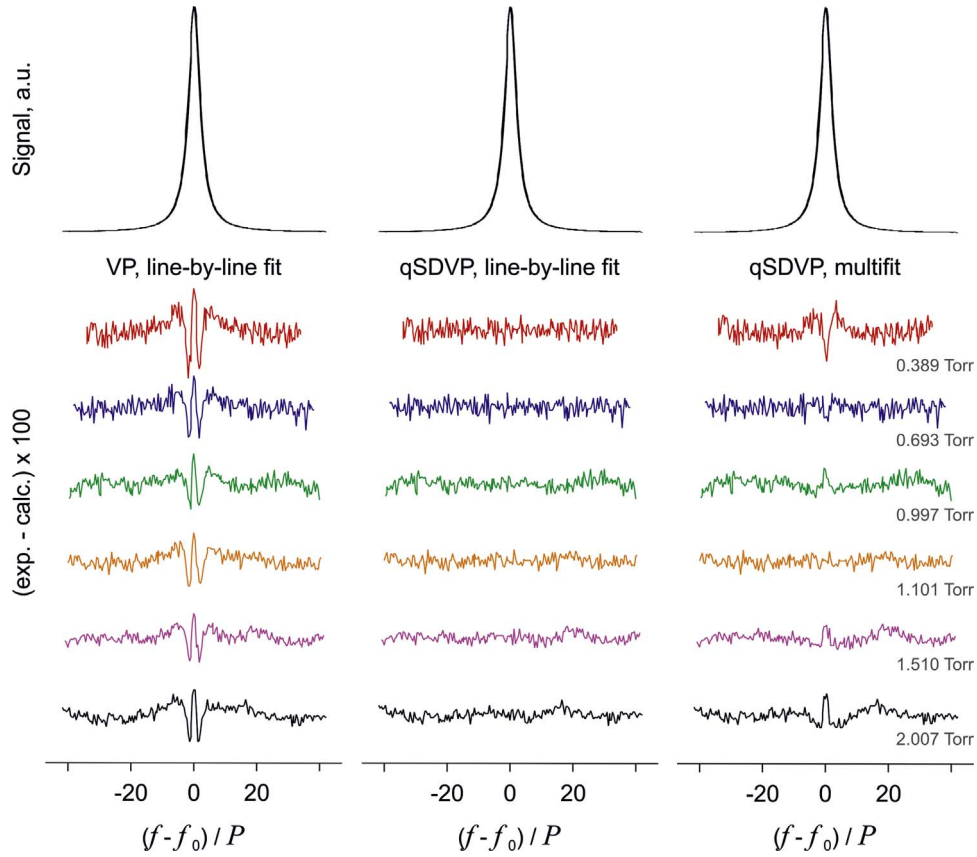 Signal, a.u.
VP, line-by-line fit
qSDVP, line-by-line fit
qSDVP, multifit
(exp. - calc.) x 100
0.389 Torr
0.693 Torr
0.997 Torr
1.101 Torr
1.510 Torr
2.007 Torr
-20 0 20
-20 0 20
-20 0 20
(f - f0) / P
(f - f0) / P
(f - f0) / P